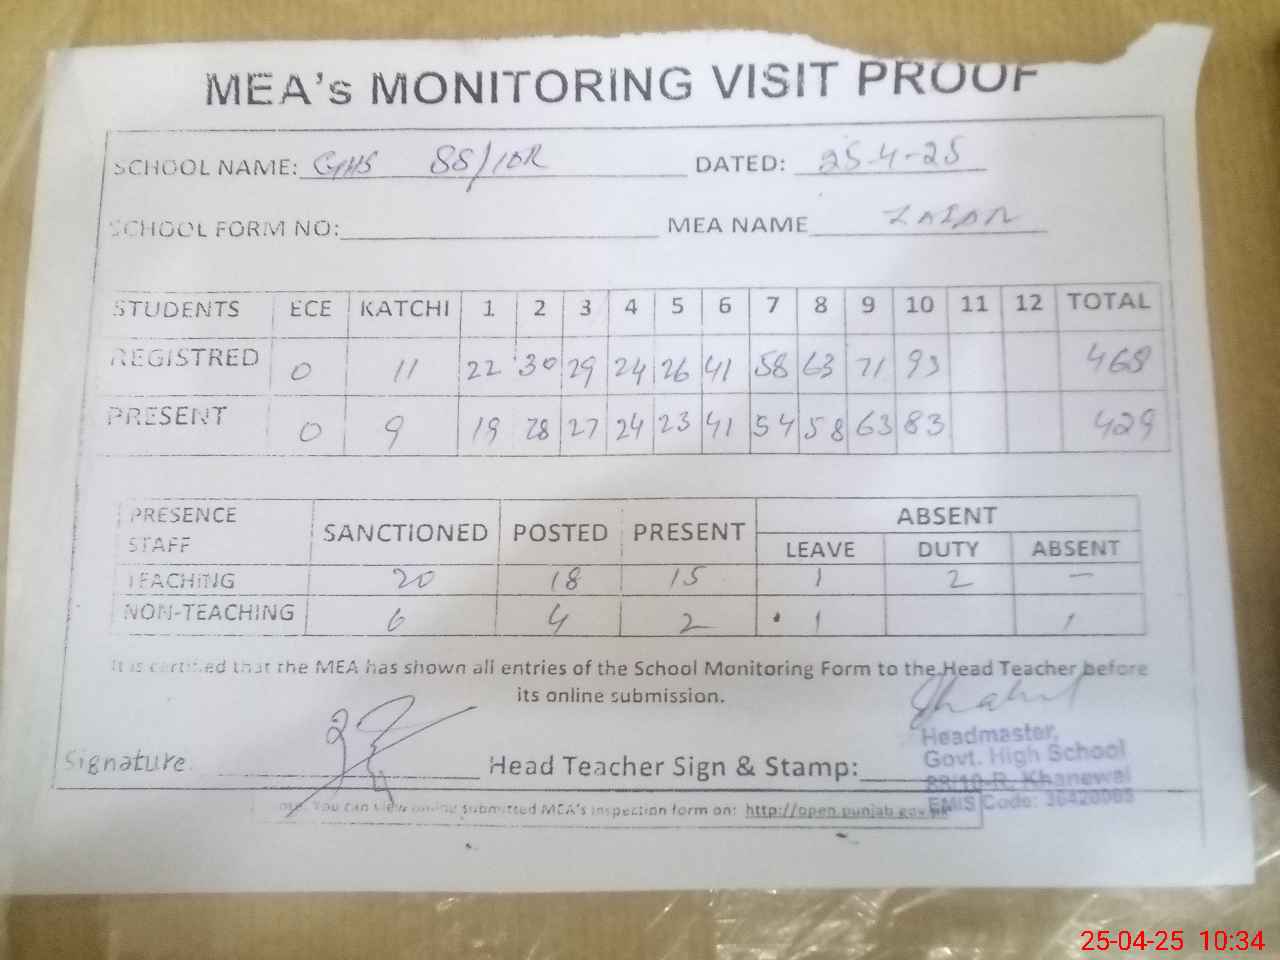 MEA's MONITORING VISIT PROOF
SCHOOL NAME: GHS 88/10R DATED: 25-4-25
SCHOOL FORM NO: MEA NAME
STUDENTS ECE KATCHI 1 2 3 4 5 6 7 8 9 10 11 12 TOTAL
REGISTRED 0 11 22 30 29 24 26 41 58 63 71 93 468
PRESENT 0 9 19 28 27 24 23 41 54 58 63 83 429
PRESENCE STAFF SANCTIONED POSTED PRESENT ABSENT
LEAVE DUTY ABSENT
TEACHING 20 18 15 1 2 —
NON-TEACHING 6 4 2 1 1
It is certified that the MEA has shown all entries of the School Monitoring Form to the Head Teacher before
its online submission.
Signature Head Teacher Sign & Stamp:
Headmaster,
Govt. High School
88/10-R, Khanewal
EMIS Code:
You can view online submitted MEA's inspection form on: http://open.punjab.gov.pk
25-04-25 10:34